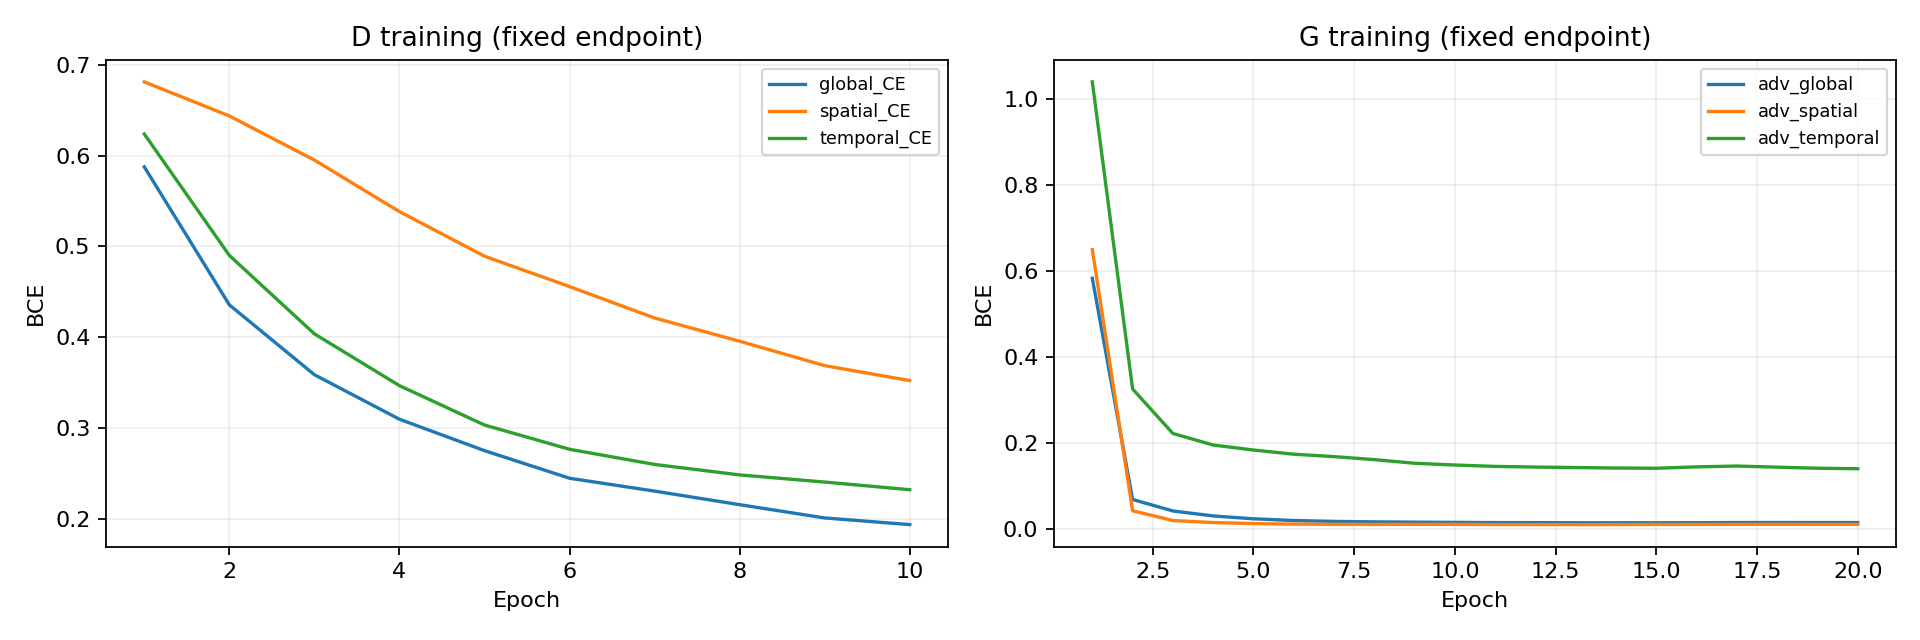 D training (fixed endpoint)
0.7
0.6
0.5
0.4
0.3
0.2
BCE
global_CE
spatial_CE
temporal_CE
2
4
6
8
10
Epoch
G training (fixed endpoint)
1.0
0.8
0.6
0.4
0.2
0.0
BCE
adv_global
adv_spatial
adv_temporal
2.5
5.0
7.5
10.0
12.5
15.0
17.5
20.0
Epoch